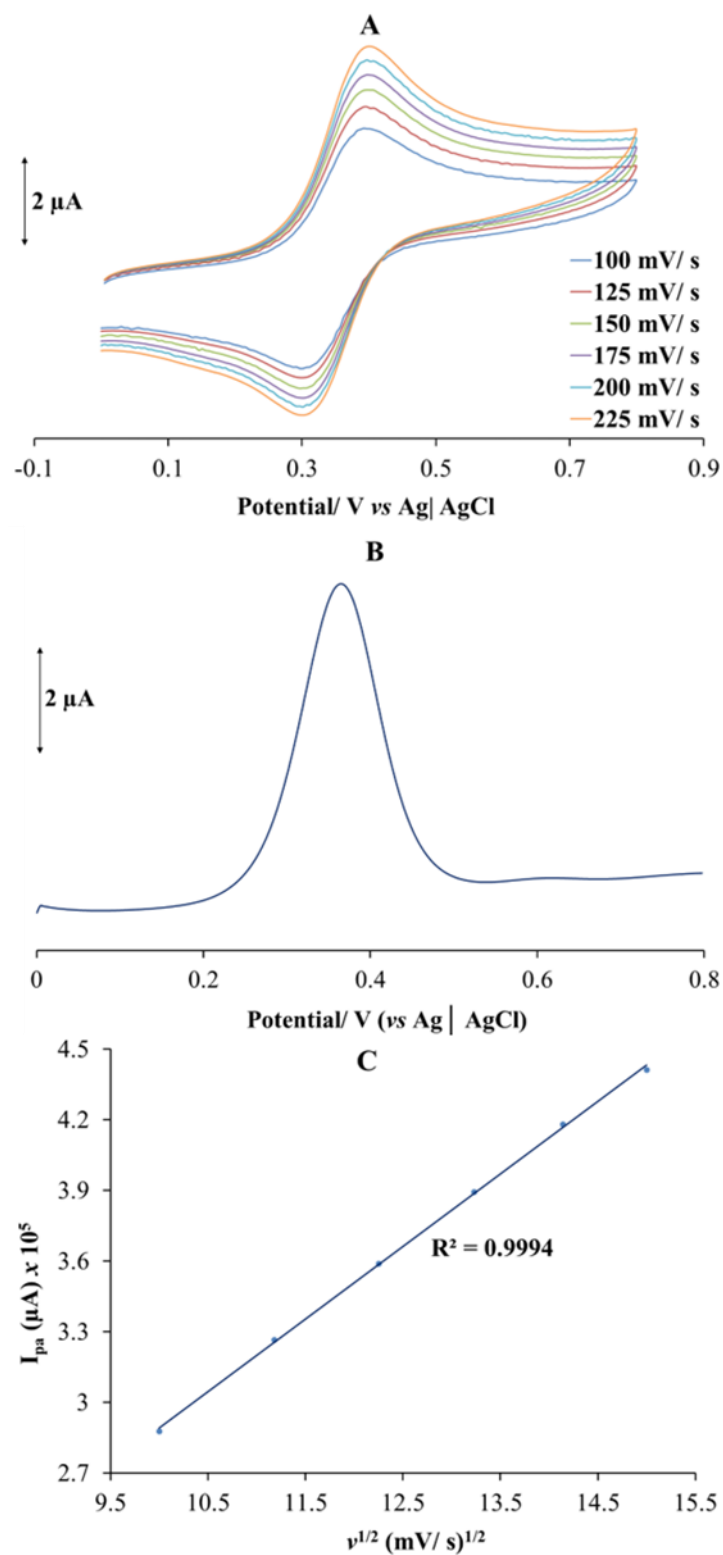 A
2 µA
100 mV/ s
125 mV/ s
150 mV/ s
175 mV/ s
200 mV/ s
225 mV/ s
-0.1 0.1 0.3 0.5 0.7 0.9
Potential/ V vs Ag| AgCl
B
2 µA
0 0.2 0.4 0.6 0.8
Potential/ V (vs Ag | AgCl)
C
4.5
4.2
3.9
3.6
3.3
3
2.7
Ipa (µA) x 10⁵
R² = 0.9994
9.5 10.5 11.5 12.5 13.5 14.5 15.5
v¹/² (mV/ s)¹/²